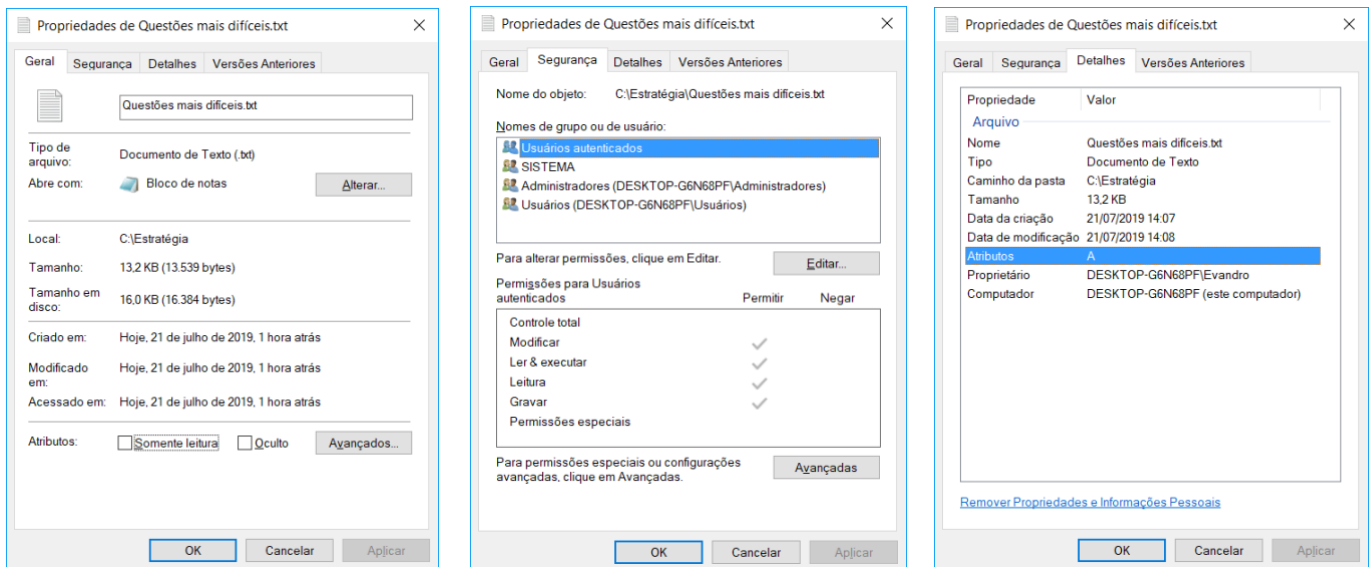 Propriedades de Questões mais difíceis.txt
Geral Segurança Detalhes Versões Anteriores
Questões mais difíceis.txt
Tipo de arquivo: Documento de Texto (.txt)
Abre com: Bloco de notas Alterar...
Local: C:\Estratégia
Tamanho: 13,2 KB (13.539 bytes)
Tamanho em disco: 16,0 KB (16.384 bytes)
Criado em: Hoje, 21 de julho de 2019, 1 hora atrás
Modificado em: Hoje, 21 de julho de 2019, 1 hora atrás
Acessado em: Hoje, 21 de julho de 2019, 1 hora atrás
Atributos: Somente leitura Oculto Avançados...
OK Cancelar Aplicar
Propriedades de Questões mais difíceis.txt
Geral Segurança Detalhes Versões Anteriores
Nome do objeto: C:\Estratégia\Questões mais difíceis.txt
Nomes de grupo ou de usuário:
Usuários autenticados
SISTEMA
Administradores (DESKTOP-G6N68PF\Administradores)
Usuários (DESKTOP-G6N68PF\Usuários)
Para alterar permissões, clique em Editar. Editar...
Permissões para Usuários
autenticados Permitir Negar
Controle total
Modificar
Ler & executar
Leitura
Gravar
Permissões especiais
Para permissões especiais ou configurações
avançadas, clique em Avançadas. Avançadas
OK Cancelar Aplicar
Propriedades de Questões mais difíceis.txt
Geral Segurança Detalhes Versões Anteriores
Propriedade Valor
Arquivo
Nome Questões mais difíceis.txt
Tipo Documento de Texto
Caminho da pasta C:\Estratégia
Tamanho 13,2 KB
Data da criação 21/07/2019 14:07
Data de modificação 21/07/2019 14:08
Atributos A
Proprietário DESKTOP-G6N68PF\Evandro
Computador DESKTOP-G6N68PF (este computador)
Remover Propriedades e Informações Pessoais
OK Cancelar Aplicar